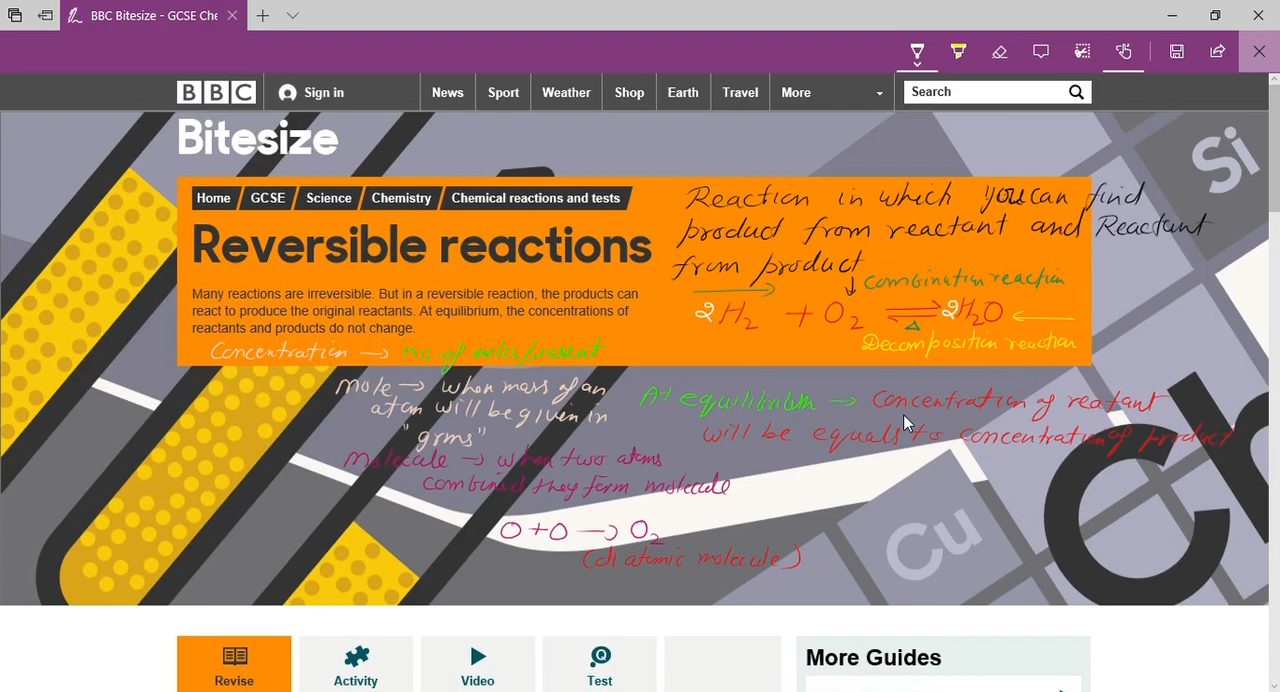 BBC Bitesize - GCSE Che
BBC
Sign in
News
Sport
Weather
Shop
Earth
Travel
More
Search
Bitesize
Home
GCSE
Science
Chemistry
Chemical reactions and tests
Reversible reactions
Many reactions are irreversible. But in a reversible reaction, the products can
react to produce the original reactants. At equilibrium, the concentrations of
reactants and products do not change.
Reaction in which you can find
product from reactant and Reactant
from product
combination reaction
2H₂ + O₂ ⇌ 2H₂O
Δ
Decomposition reaction
Concentration → no of moles present
Mole → when mass of an
atom will be given in
"grms"
Molecule → when two atoms
combined they form molecule
O + O → O₂
(di atomic molecule)
At equilibrium → Concentration of reatant
will be equals to concentration of product
Si
Cu
Ch
Revise
Activity
Video
Test
More Guides